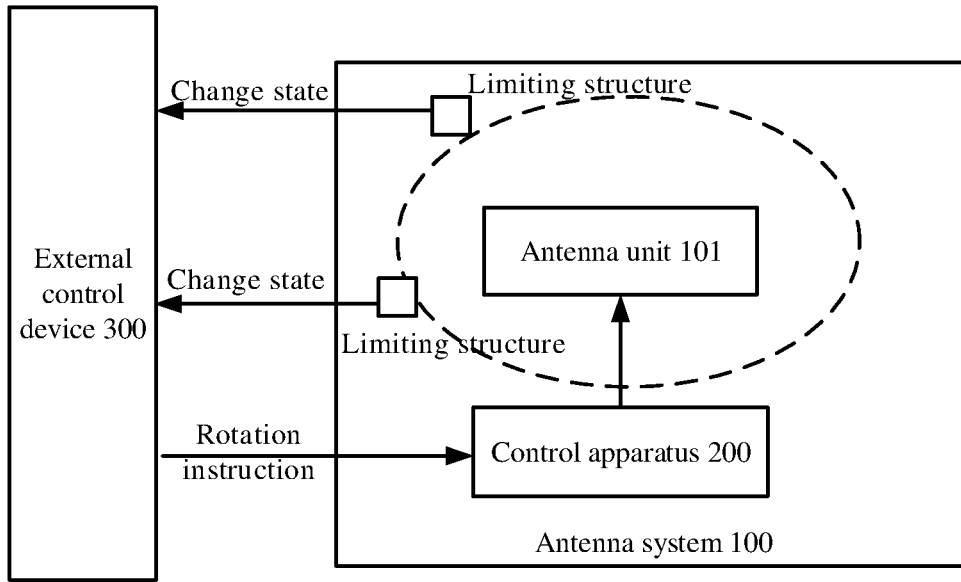 Limiting structure
Change state
Antenna unit 101
External
control
device 300
Change state
Limiting structure
Rotation
instruction
Control apparatus 200
Antenna system 100